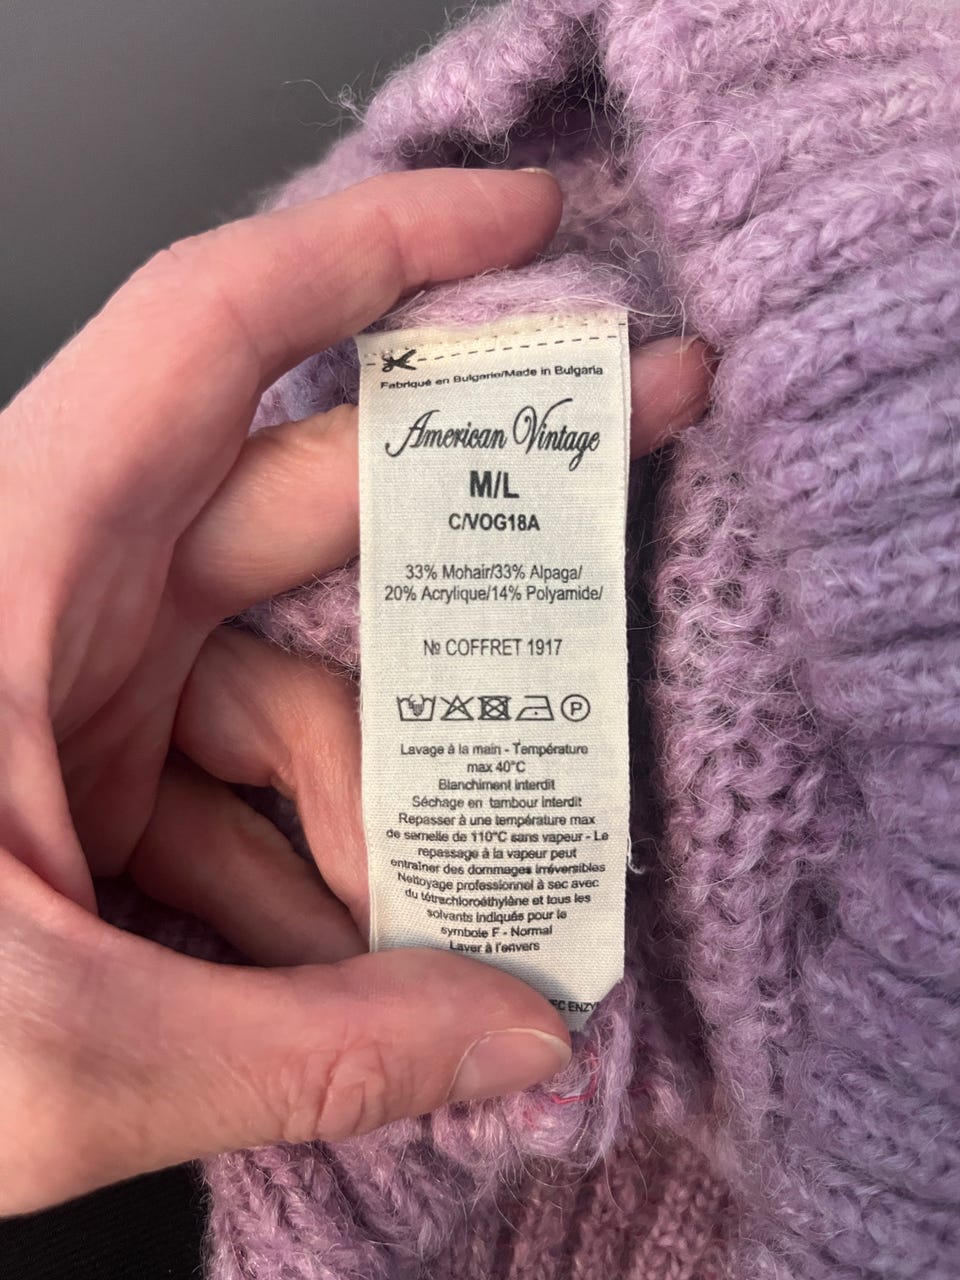 Fabriqué en Bulgarie/Made in Bulgaria
American Vintage
M/L
C/VOG18A
33% Mohair/33% Alpaga/
20% Acrylique/14% Polyamide/
№ COFFRET 1917
P
Lavage à la main - Température
max 40°C
Blanchiment interdit
Séchage en tambour interdit
Repasser à une température max
de semelle de 110°C sans vapeur - Le
repassage à la vapeur peut
entraîner des dommages irréversibles
Nettoyage professionnel à sec avec
du tétrachloroéthylène et tous les
solvants indiqués pour le
symbole F - Normal
Laver à l'envers